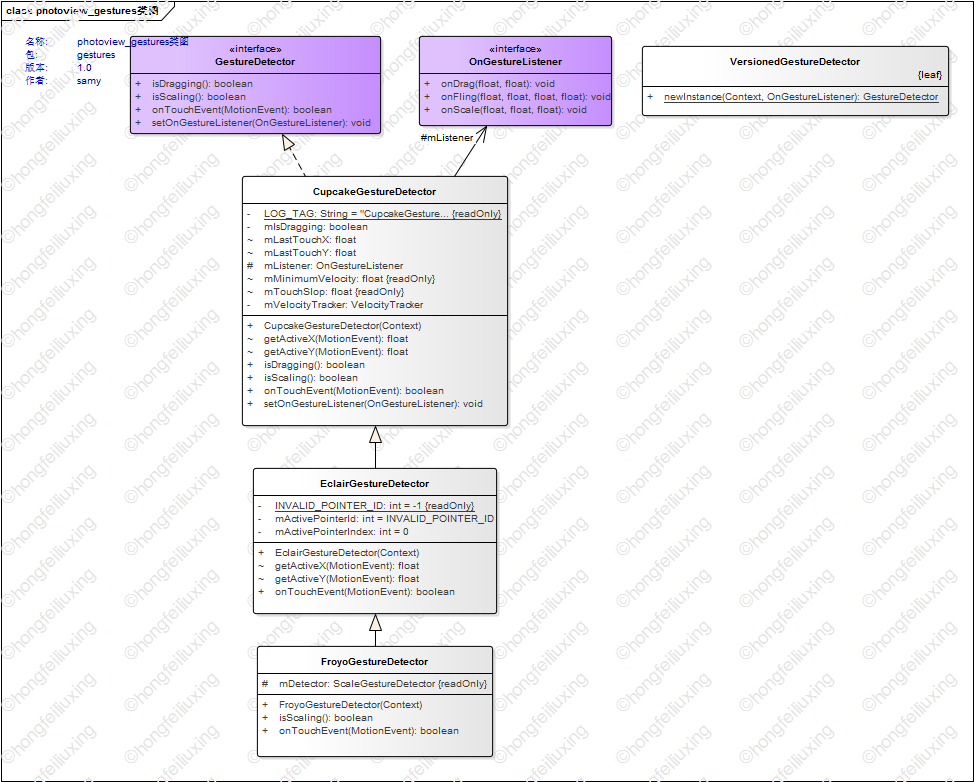 class photoview_gestures类图
名称: photoview_gestures类图
包: gestures
版本: 1.0
作者: samy
«interface»
GestureDetector
+ isDragging(): boolean
+ isScaling(): boolean
+ onTouchEvent(MotionEvent): boolean
+ setOnGestureListener(OnGestureListener): void
«interface»
OnGestureListener
+ onDrag(float, float): void
+ onFling(float, float, float, float): void
+ onScale(float, float, float): void
VersionedGestureDetector
{leaf}
+ newInstance(Context, OnGestureListener): GestureDetector
#mListener
CupcakeGestureDetector
- LOG_TAG: String = "CupcakeGesture... {readOnly}
- mIsDragging: boolean
~ mLastTouchX: float
~ mLastTouchY: float
# mListener: OnGestureListener
~ mMinimumVelocity: float {readOnly}
~ mTouchSlop: float {readOnly}
- mVelocityTracker: VelocityTracker
+ CupcakeGestureDetector(Context)
~ getActiveX(MotionEvent): float
~ getActiveY(MotionEvent): float
+ isDragging(): boolean
+ isScaling(): boolean
+ onTouchEvent(MotionEvent): boolean
+ setOnGestureListener(OnGestureListener): void
EclairGestureDetector
- INVALID_POINTER_ID: int = -1 {readOnly}
- mActivePointerId: int = INVALID_POINTER_ID
- mActivePointerIndex: int = 0
+ EclairGestureDetector(Context)
~ getActiveX(MotionEvent): float
~ getActiveY(MotionEvent): float
+ onTouchEvent(MotionEvent): boolean
FroyoGestureDetector
# mDetector: ScaleGestureDetector {readOnly}
+ FroyoGestureDetector(Context)
+ isScaling(): boolean
+ onTouchEvent(MotionEvent): boolean
©hongfeiliuxing